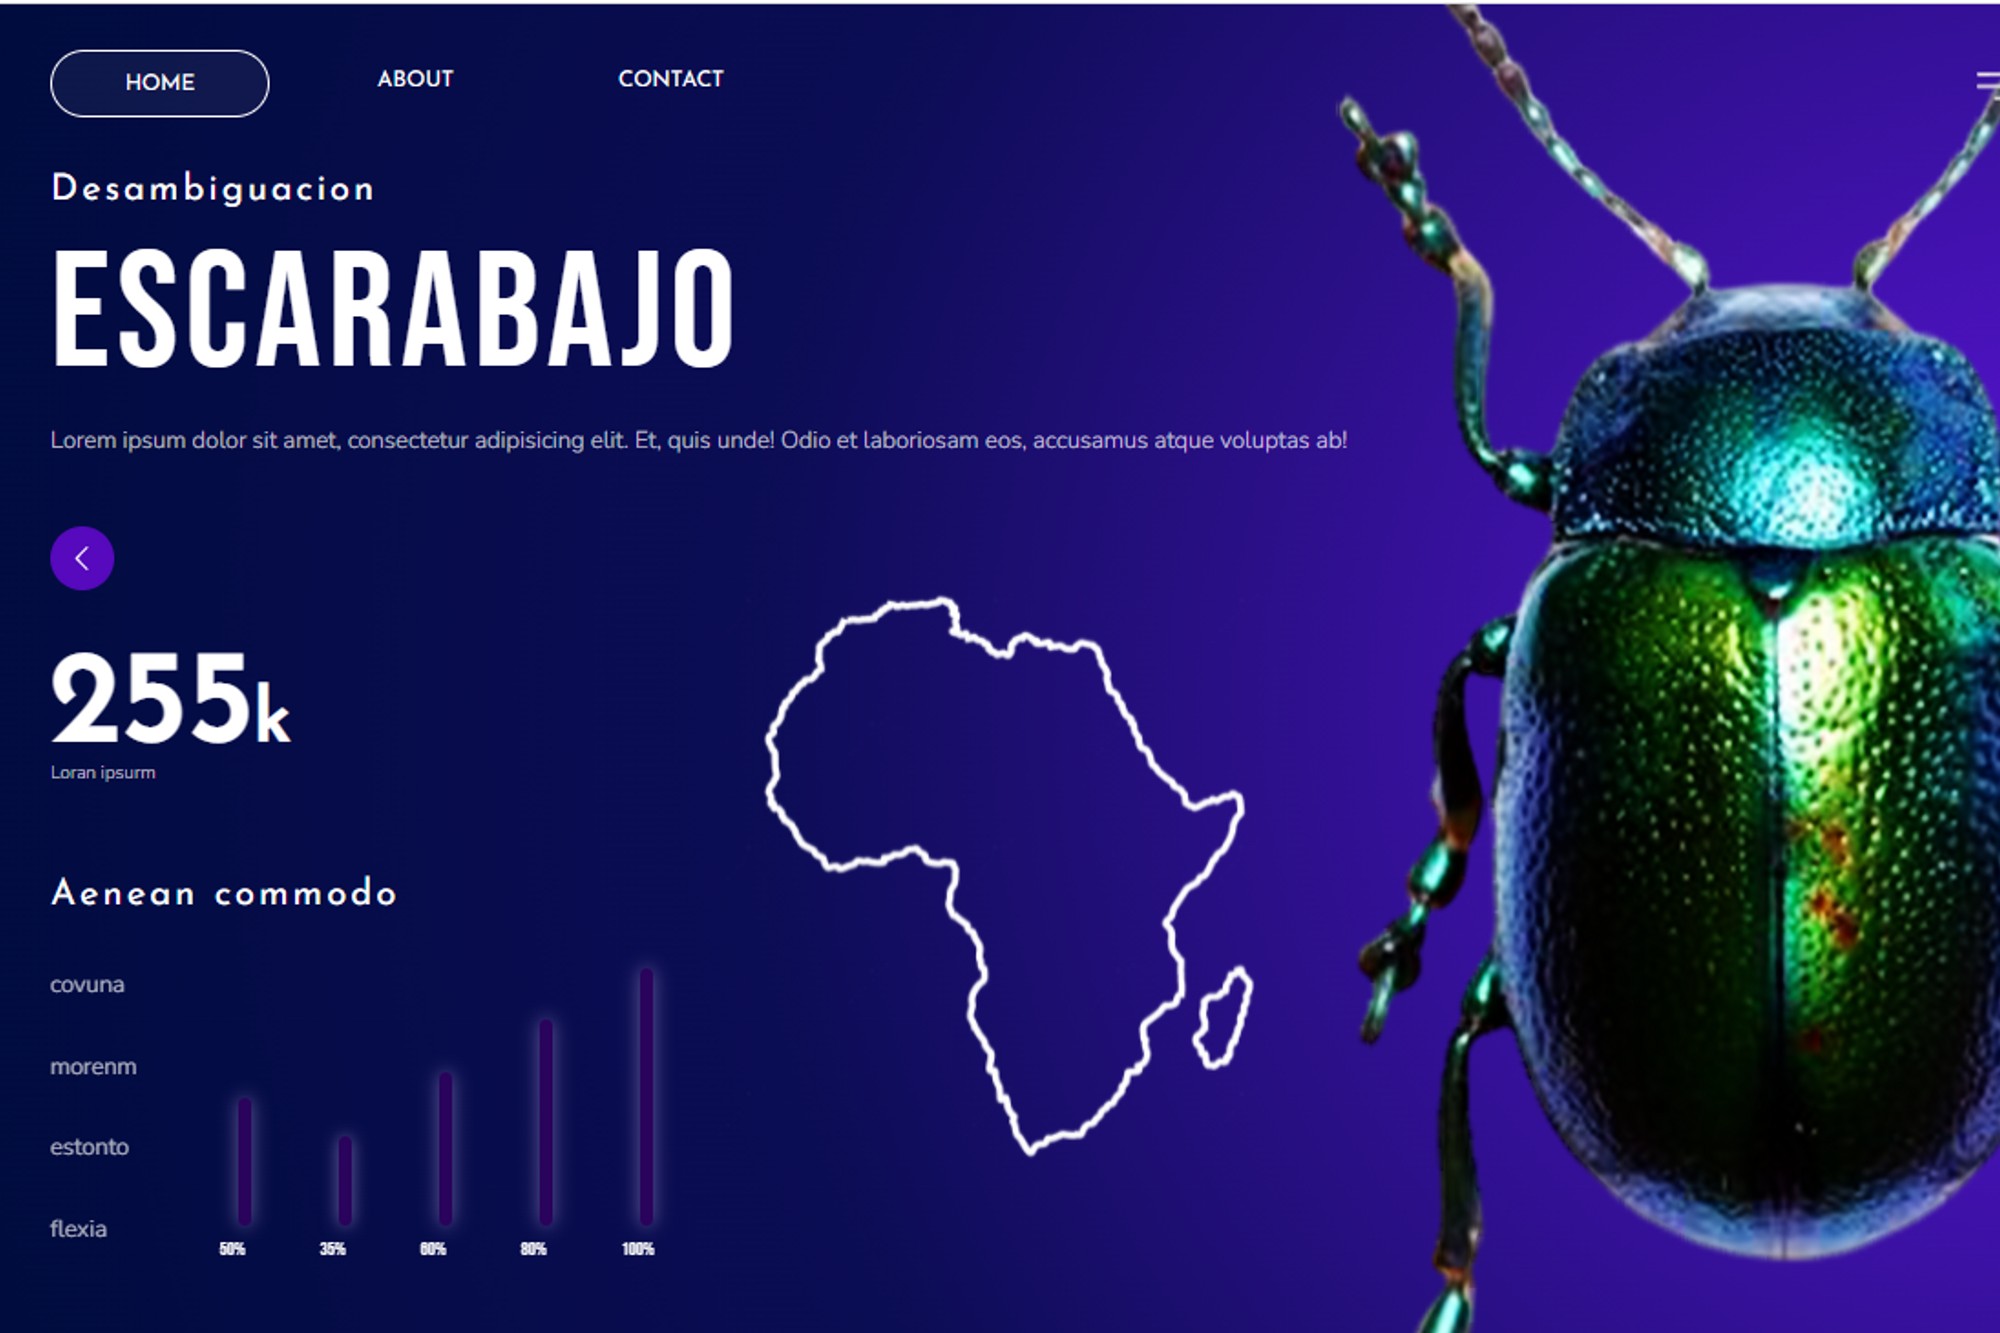 HOME ABOUT CONTACT
Desambiguacion
ESCARABAJO
Lorem ipsum dolor sit amet, consectetur adipisicing elit. Et, quis unde! Odio et laboriosam eos, accusamus atque voluptas ab!
255k
Loran ipsurm
Aenean commodo
covuna
morenm
estonto
flexia
50% 35% 60% 80% 100%